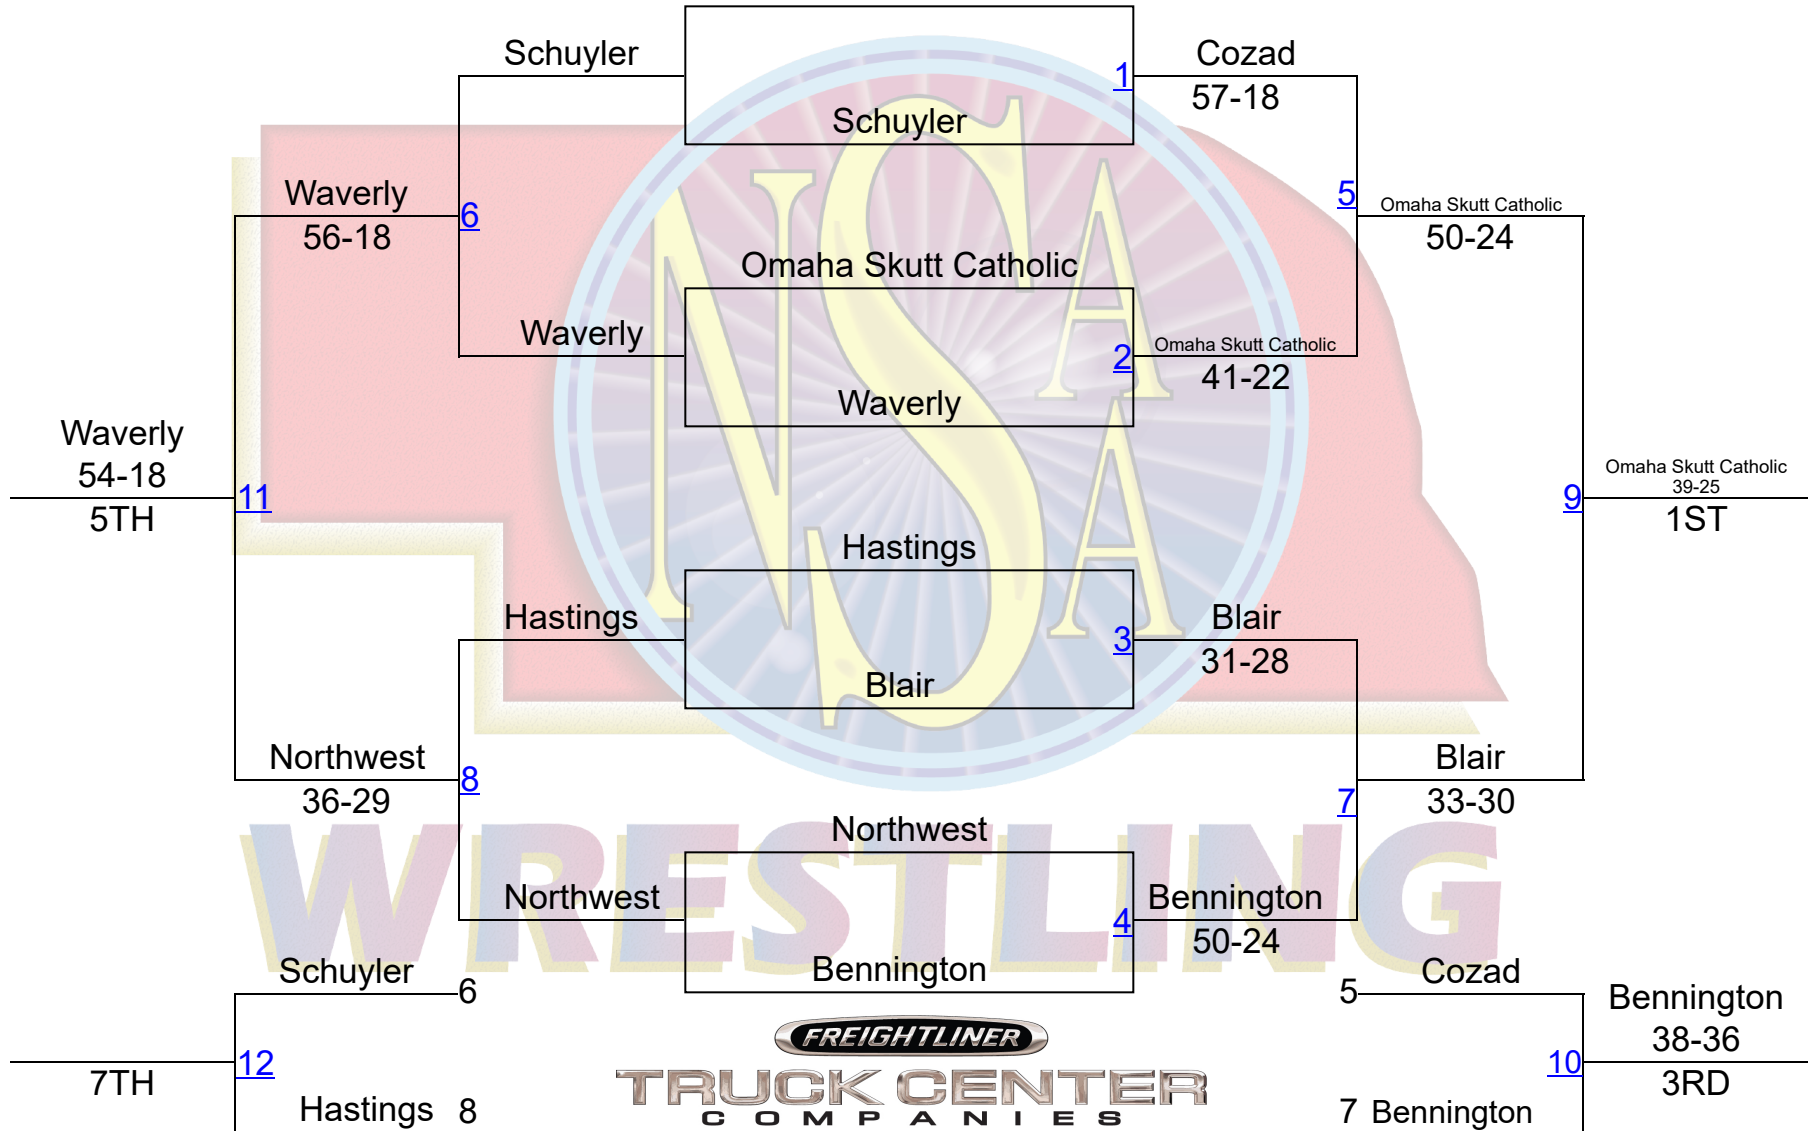 Schuyler
Cozad
1
57-18
Schuyler
Waverly
6
56-18
5
Omaha Skutt Catholic
50-24
Omaha Skutt Catholic
Waverly
2
Omaha Skutt Catholic
41-22
Waverly
Waverly
54-18
11
5TH
Omaha Skutt Catholic
39-25
9
1ST
Hastings
Hastings
3
Blair
31-28
Blair
Northwest
8
36-29
Blair
7
33-30
Northwest
Northwest
4
Bennington
50-24
Bennington
Schuyler
6
5
Cozad
Bennington
38-36
12
10
7TH
3RD
Hastings 8
7 Bennington
NSAA
WRESTLING
FREIGHTLINER
TRUCK CENTER
COMPANIES